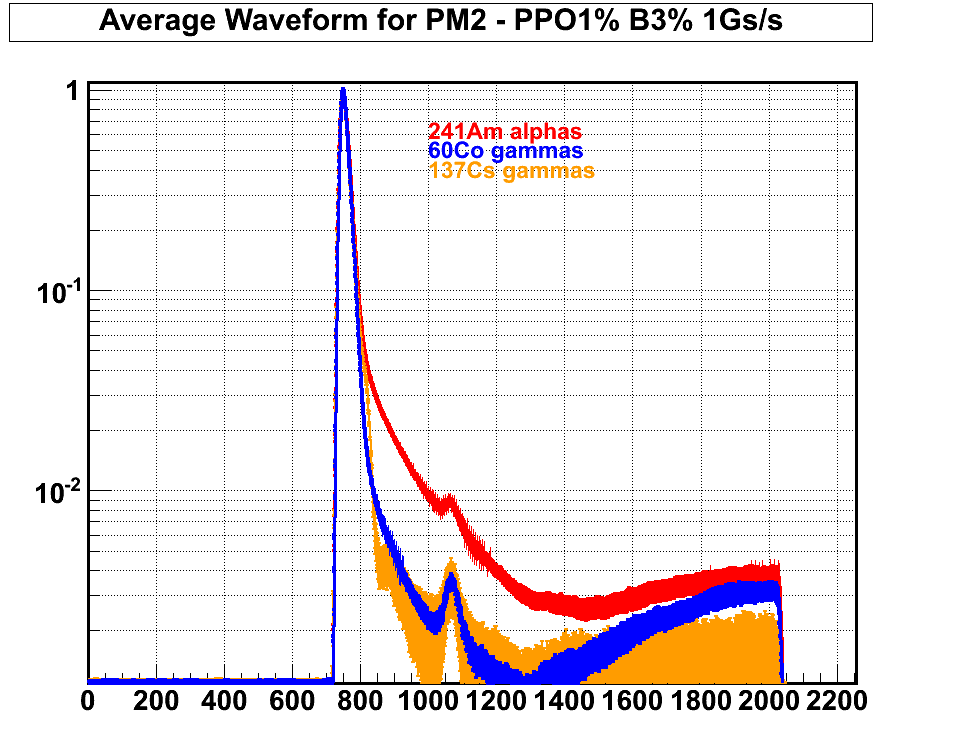 Average Waveform for PM2 - PPO1% B3% 1Gs/s
1
241Am alphas
60Co gammas
137Cs gammas
10-1
10-2
0 200 400 600 800 1000 1200 1400 1600 1800 2000 2200